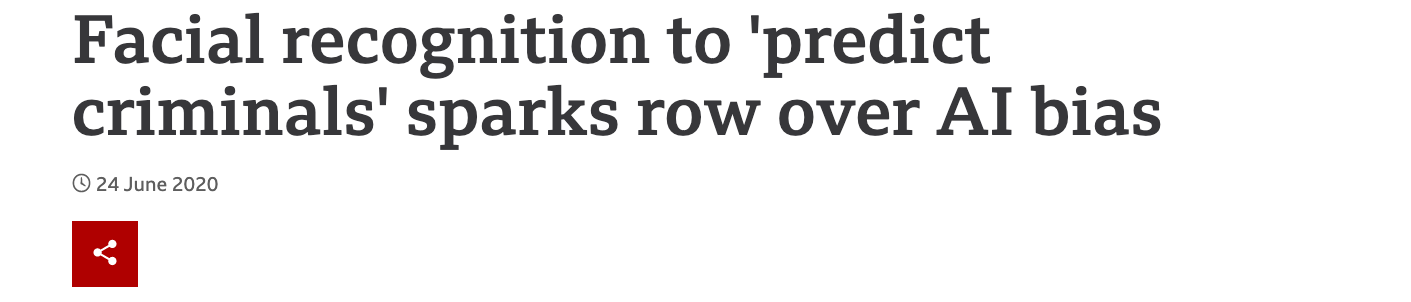 Facial recognition to 'predict
criminals' sparks row over AI bias
24 June 2020